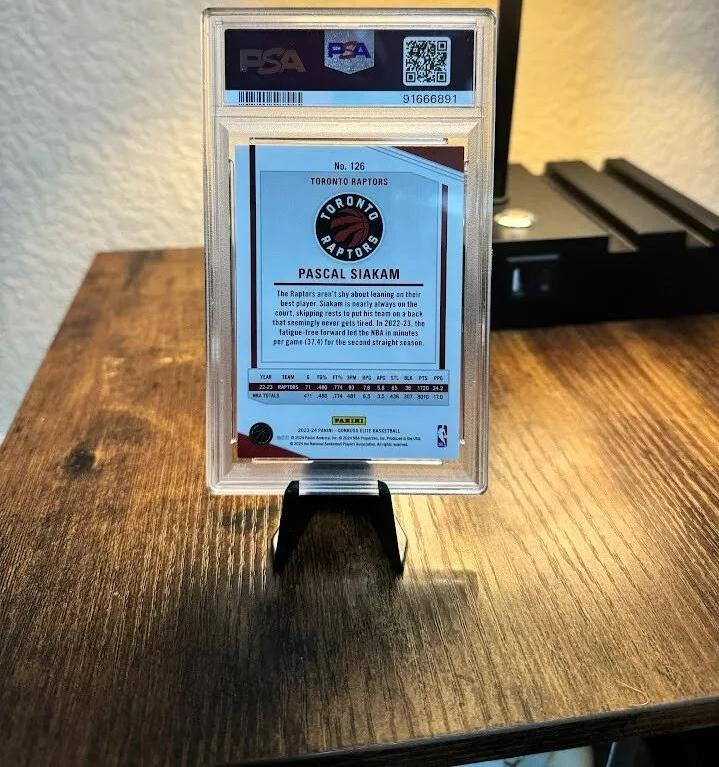 PSA
PSA
91666891
No. 126
TORONTO RAPTORS
TORONTO
RAPTORS
PASCAL SIAKAM
The Raptors aren't shy about leaning on their
best player. Siakam is nearly always on the
court, skipping rests to put his team on a back
that seemingly never gets tired. In 2022-23, the
fatigue-free forward led the NBA in minutes
per game (37.4) for the second straight season.
YEAR TEAM G FG% FT% 3PM RPG APG STL BLK PTS PPG
22-23 RAPTORS 71 .480 .774 93 7.8 5.8 65 36 1720 24.2
NBA TOTALS 471 .490 .774 481 6.5 3.5 436 307 8010 17.0
PANINI
2023-24 PANINI - DONRUSS ELITE BASKETBALL
© 2024 Panini America, Inc. © 2024 NBA Properties, Inc. Produced in the USA.
© 2024 the National Basketball Players Association. All rights reserved.